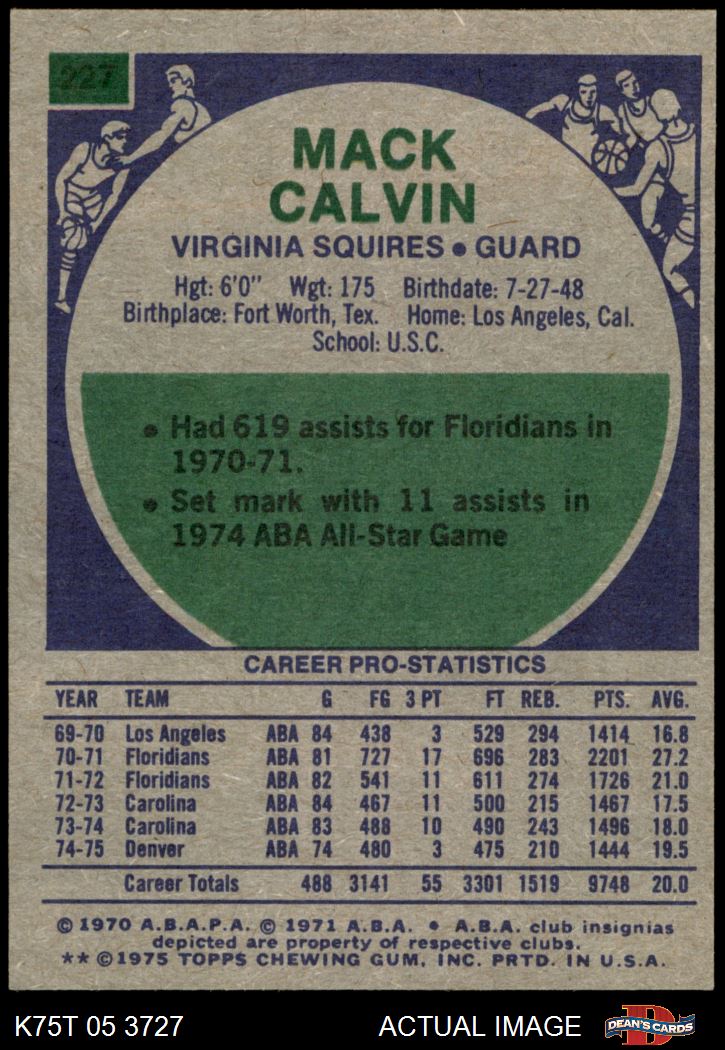 227
MACK
CALVIN
VIRGINIA SQUIRES • GUARD
Hgt: 6'0" Wgt: 175 Birthdate: 7-27-48
Birthplace: Fort Worth, Tex. Home: Los Angeles, Cal.
School: U.S.C.
• Had 619 assists for Floridians in
1970-71.
• Set mark with 11 assists in
1974 ABA All-Star Game
CAREER PRO-STATISTICS
YEAR TEAM G FG 3 PT FT REB. PTS. AVG.
69-70 Los Angeles ABA 84 438 3 529 294 1414 16.8
70-71 Floridians ABA 81 727 17 696 283 2201 27.2
71-72 Floridians ABA 82 541 11 611 274 1726 21.0
72-73 Carolina ABA 84 467 11 500 215 1467 17.5
73-74 Carolina ABA 83 488 10 490 243 1496 18.0
74-75 Denver ABA 74 480 3 475 210 1444 19.5
Career Totals 488 3141 55 3301 1519 9748 20.0
© 1970 A.B.A.P.A. © 1971 A.B.A. • A.B.A. club insignias
depicted are property of respective clubs.
** © 1975 TOPPS CHEWING GUM, INC. PRTD. IN U.S.A.
K75T 05 3727 ACTUAL IMAGE DEAN'S CARDS